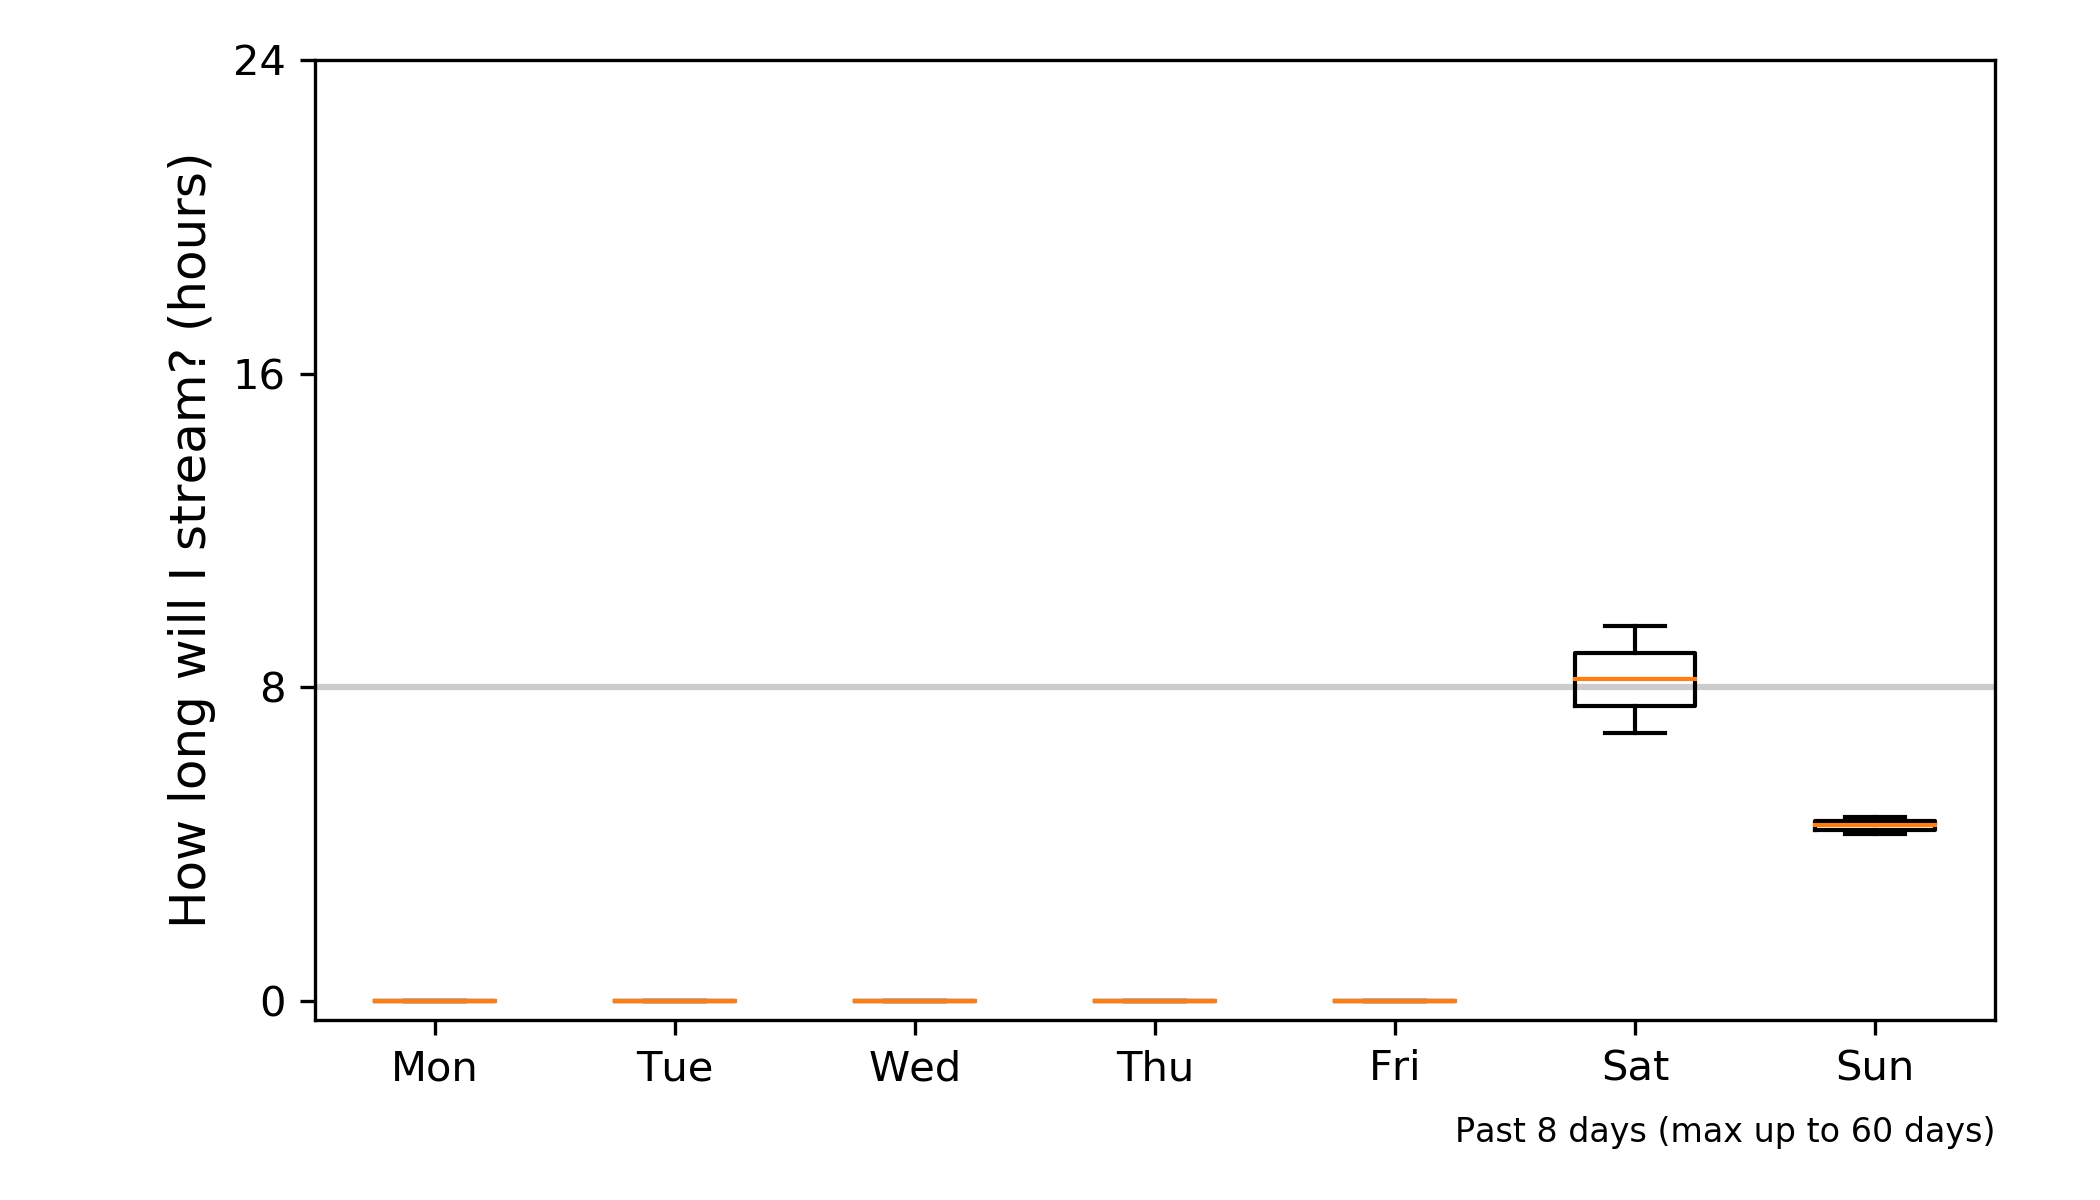 How long will I stream? (hours)
24
16
8
0
Mon Tue Wed Thu Fri Sat Sun
Past 8 days (max up to 60 days)